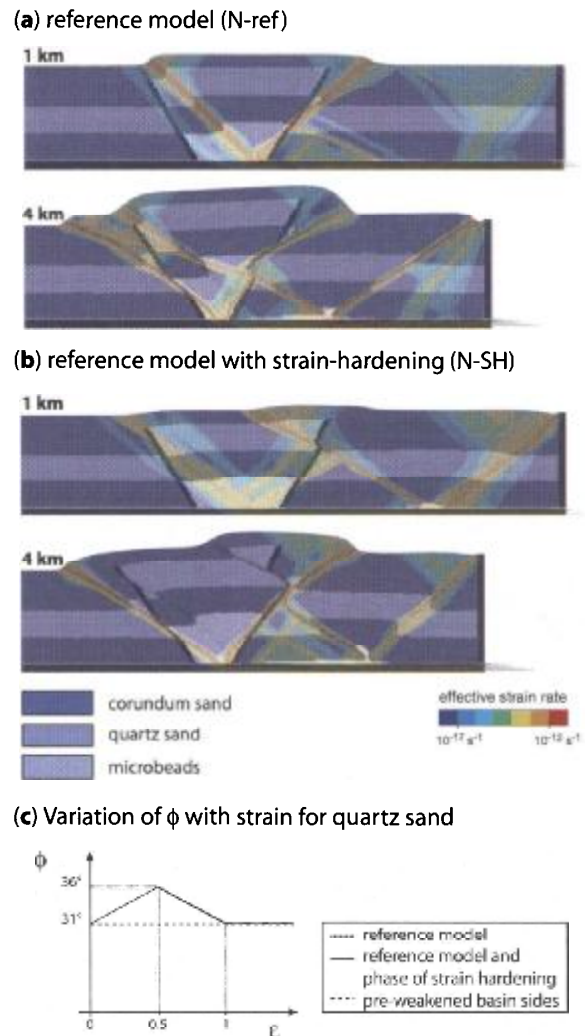 (a) reference model (N-ref)
1 km
4 km
(b) reference model with strain-hardening (N-SH)
1 km
4 km
corundum sand
quartz sand
microbeads
effective strain rate
10⁻¹⁷ s⁻¹
10⁻¹² s⁻¹
(c) Variation of ϕ with strain for quartz sand
ϕ
36°
31°
0
0.5
1
ε
reference model
reference model and
phase of strain hardening
pre-weakened basin sides